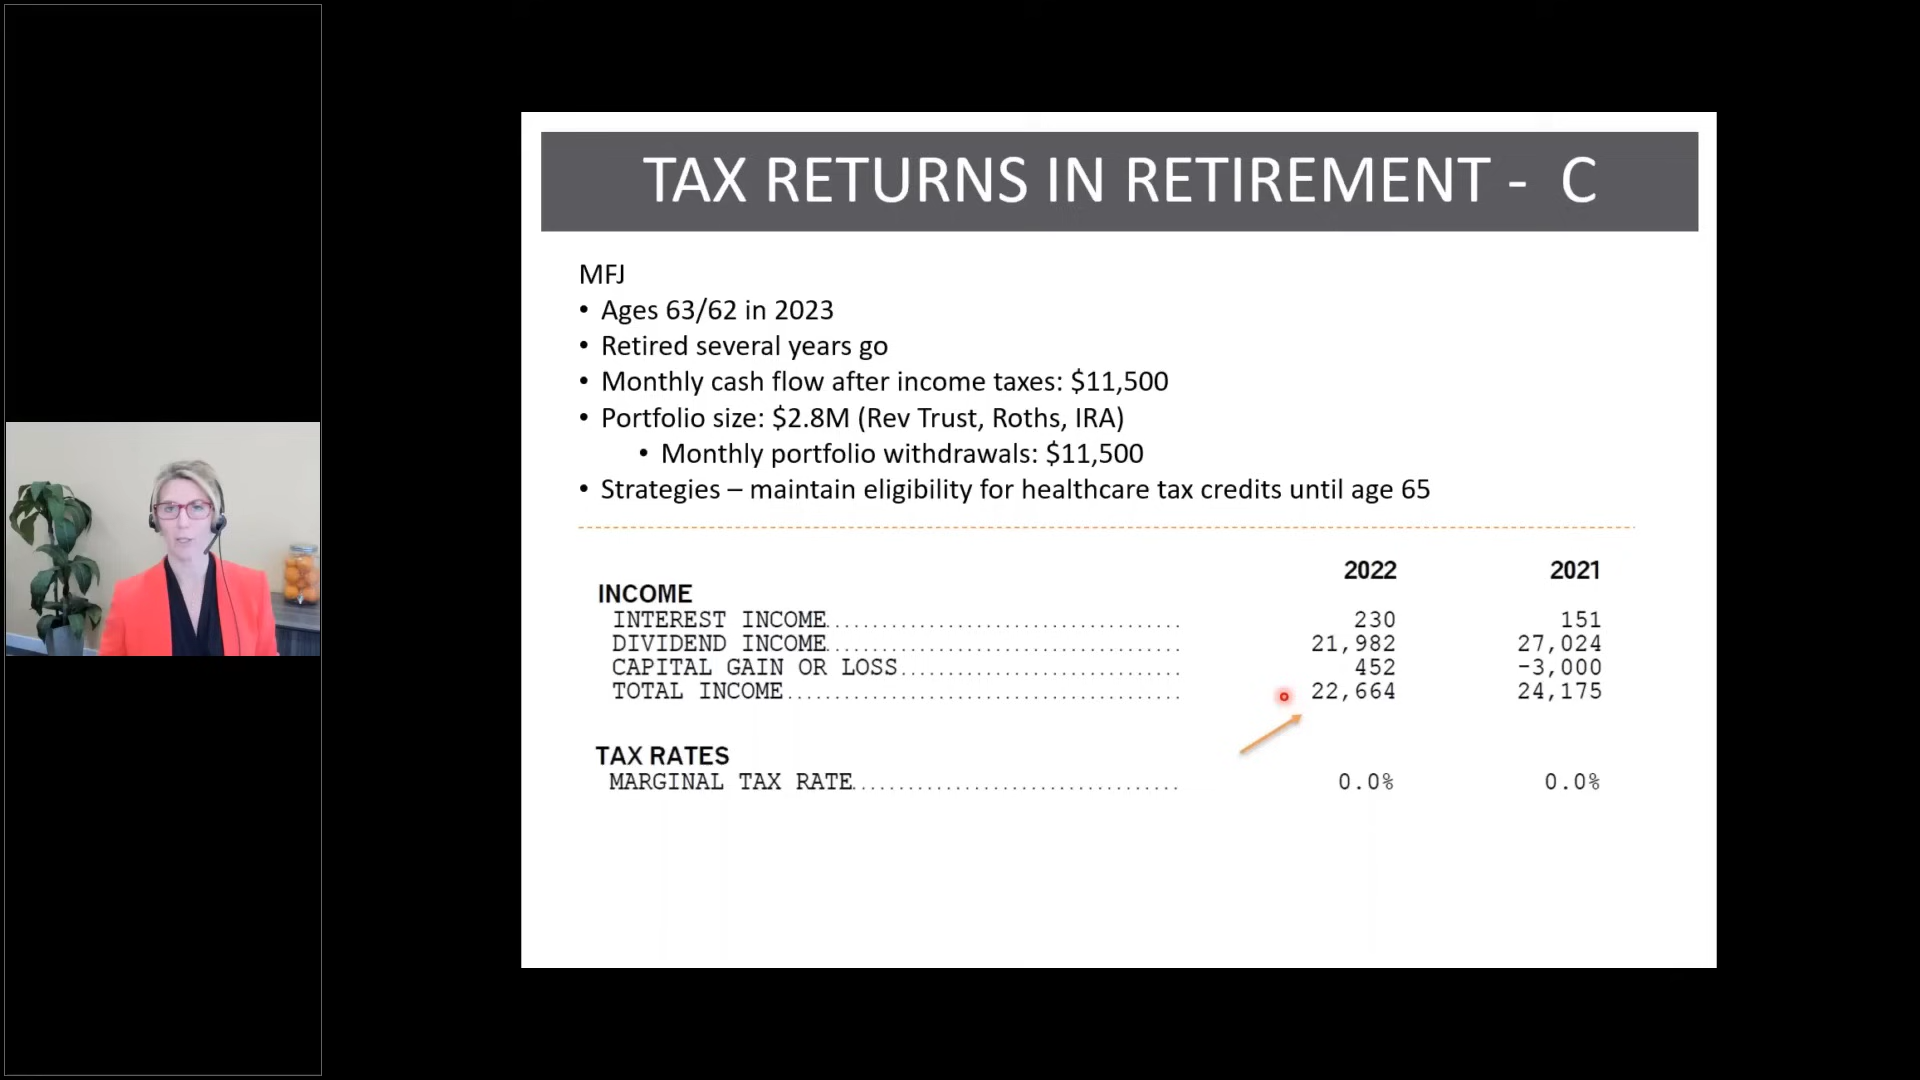 TAX RETURNS IN RETIREMENT - C
MFJ
• Ages 63/62 in 2023
• Retired several years go
• Monthly cash flow after income taxes: $11,500
• Portfolio size: $2.8M (Rev Trust, Roths, IRA)
• Monthly portfolio withdrawals: $11,500
• Strategies – maintain eligibility for healthcare tax credits until age 65
2022 2021
INCOME
INTEREST INCOME 230 151
DIVIDEND INCOME 21,982 27,024
CAPITAL GAIN OR LOSS 452 -3,000
TOTAL INCOME 22,664 24,175
TAX RATES
MARGINAL TAX RATE 0.0% 0.0%